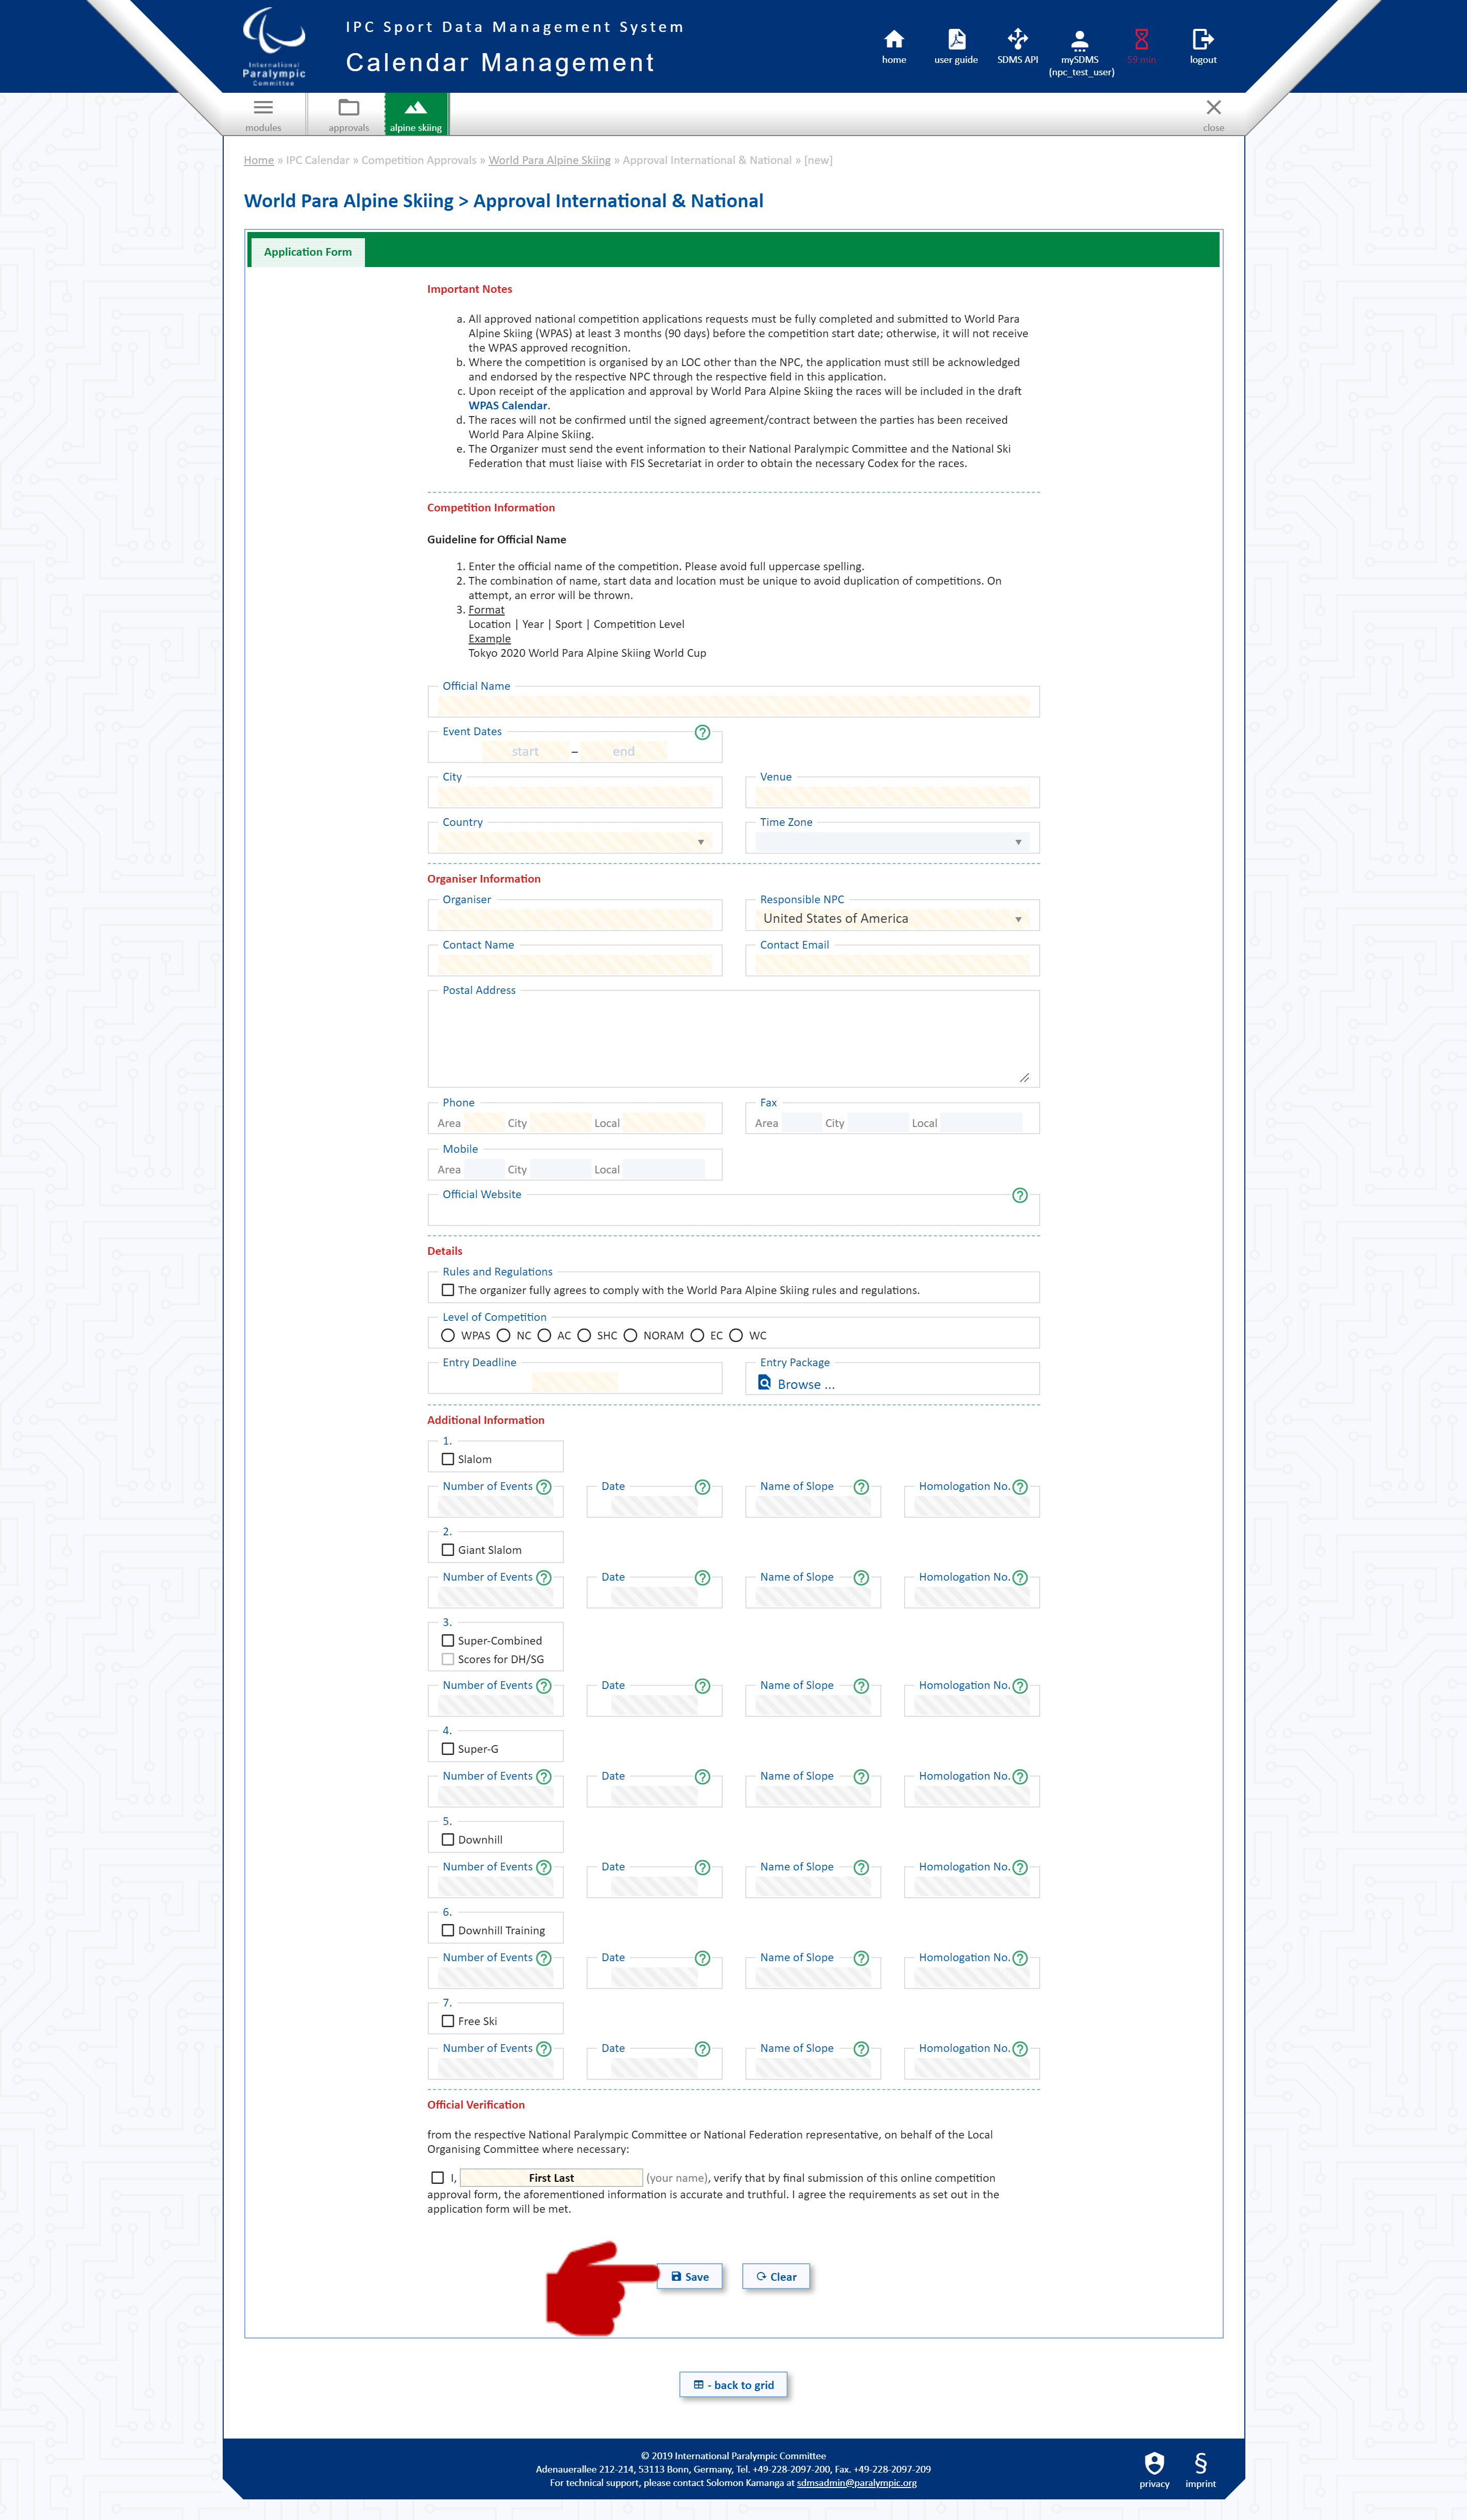 IPC Sport Data Management System
Calendar Management
International
Paralympic
Committee
home
user guide
SDMS API
mySDMS
(npc_test_user)
59 min
logout
modules
approvals
alpine skiing
close
Home » IPC Calendar » Competition Approvals » World Para Alpine Skiing » Approval International & National » [new]
World Para Alpine Skiing > Approval International & National
Application Form
Important Notes
a. All approved national competition applications requests must be fully completed and submitted to World Para
Alpine Skiing (WPAS) at least 3 months (90 days) before the competition start date; otherwise, it will not receive
the WPAS approved recognition.
b. Where the competition is organised by an LOC other than the NPC, the application must still be acknowledged
and endorsed by the respective NPC through the respective field in this application.
c. Upon receipt of the application and approval by World Para Alpine Skiing the races will be included in the draft
WPAS Calendar.
d. The races will not be confirmed until the signed agreement/contract between the parties has been received
World Para Alpine Skiing.
e. The Organizer must send the event information to their National Paralympic Committee and the National Ski
Federation that must liaise with FIS Secretariat in order to obtain the necessary Codex for the races.
Competition Information
Guideline for Official Name
1. Enter the official name of the competition. Please avoid full uppercase spelling.
2. The combination of name, start data and location must be unique to avoid duplication of competitions. On
attempt, an error will be thrown.
3. Format
Location | Year | Sport | Competition Level
Example
Tokyo 2020 World Para Alpine Skiing World Cup
Official Name
Event Dates ?
start – end
City Venue
Country Time Zone
Organiser Information
Organiser Responsible NPC
United States of America
Contact Name Contact Email
Postal Address
Phone Fax
Area City Local Area City Local
Mobile
Area City Local
Official Website ?
Details
Rules and Regulations
The organizer fully agrees to comply with the World Para Alpine Skiing rules and regulations.
Level of Competition
WPAS NC AC SHC NORAM EC WC
Entry Deadline Entry Package
Browse ...
Additional Information
1.
Slalom
Number of Events ? Date ? Name of Slope ? Homologation No. ?
2.
Giant Slalom
Number of Events ? Date ? Name of Slope ? Homologation No. ?
3.
Super-Combined
Scores for DH/SG
Number of Events ? Date ? Name of Slope ? Homologation No. ?
4.
Super-G
Number of Events ? Date ? Name of Slope ? Homologation No. ?
5.
Downhill
Number of Events ? Date ? Name of Slope ? Homologation No. ?
6.
Downhill Training
Number of Events ? Date ? Name of Slope ? Homologation No. ?
7.
Free Ski
Number of Events ? Date ? Name of Slope ? Homologation No. ?
Official Verification
from the respective National Paralympic Committee or National Federation representative, on behalf of the Local
Organising Committee where necessary:
I, First Last (your name), verify that by final submission of this online competition
approval form, the aforementioned information is accurate and truthful. I agree the requirements as set out in the
application form will be met.
Save Clear
- back to grid
© 2019 International Paralympic Committee
Adenauerallee 212-214, 53113 Bonn, Germany, Tel. +49-228-2097-200, Fax. +49-228-2097-209
For technical support, please contact Solomon Kamanga at sdmsadmin@paralympic.org
privacy
§
imprint